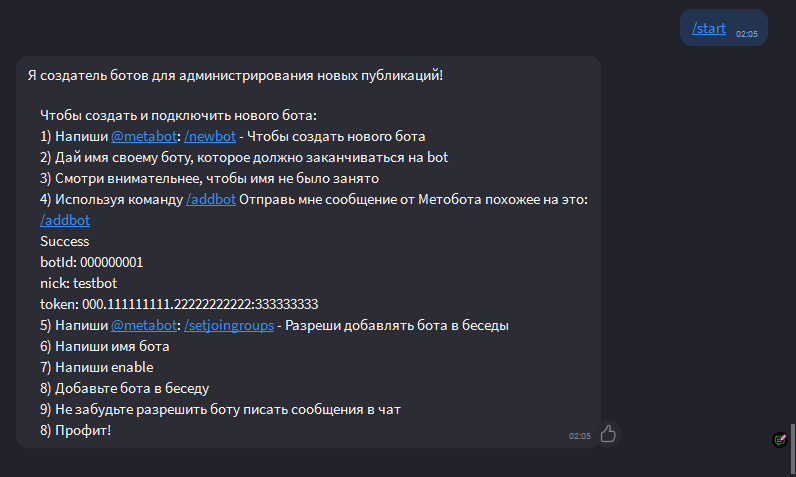 /start
02:05
Я создатель ботов для администрирования новых публикаций!
Чтобы создать и подключить нового бота:
1) Напиши @metabot: /newbot - Чтобы создать нового бота
2) Дай имя своему боту, которое должно заканчиваться на bot
3) Смотри внимательнее, чтобы имя не было занято
4) Используя команду /addbot Отправь мне сообщение от Метобота похожее на это:
/addbot
Success
botId: 000000001
nick: testbot
token: 000.111111111.22222222222:333333333
5) Напиши @metabot: /setjoingroups - Разреши добавлять бота в беседы
6) Напиши имя бота
7) Напиши enable
8) Добавьте бота в беседу
9) Не забудьте разрешить боту писать сообщения в чат
8) Профит!
02:05